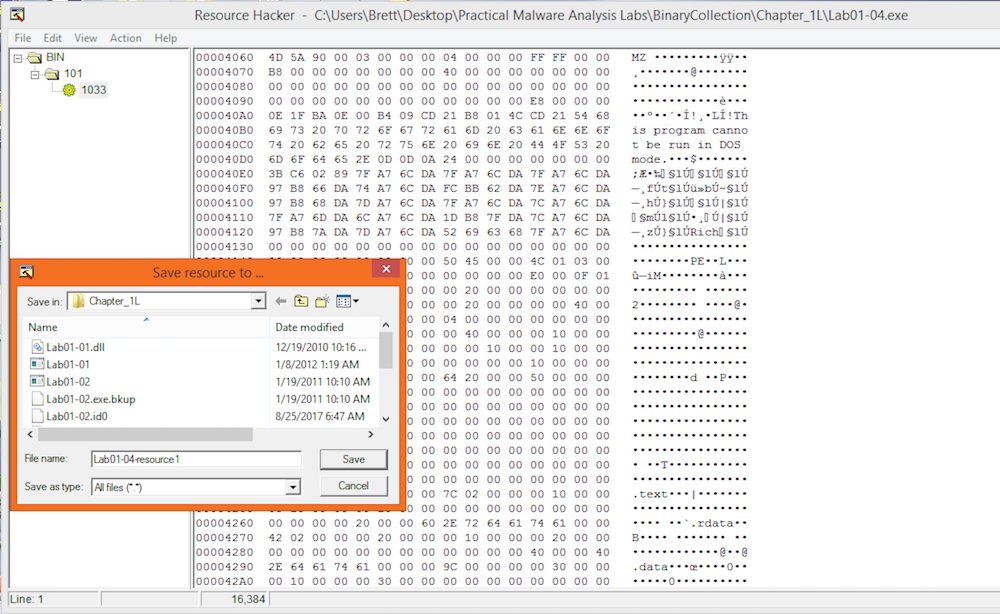 Resource Hacker - C:\Users\Brett\Desktop\Practical Malware Analysis Labs\BinaryCollection\Chapter_1L\Lab01-04.exe
File Edit View Action Help
BIN
101
1033
00004060 4D 5A 90 00 03 00 00 00 04 00 00 00 FF FF 00 00 MZ ••••••••••ÿÿ••
00004070 B8 00 00 00 00 00 00 00 40 00 00 00 00 00 00 00 ¸•••••••@•••••••
00004080 00 00 00 00 00 00 00 00 00 00 00 00 00 00 00 00 ••••••••••••••••
00004090 00 00 00 00 00 00 00 00 00 00 00 00 E8 00 00 00 ••••••••••••è•••
000040A0 0E 1F BA 0E 00 B4 09 CD 21 B8 01 4C CD 21 54 68 ••º••´•Í!¸•LÍ!Th
000040B0 69 73 20 70 72 6F 67 72 61 6D 20 63 61 6E 6E 6F is program canno
000040C0 74 20 62 65 20 72 75 6E 20 69 6E 20 44 4F 53 20 t be run in DOS
000040D0 6D 6F 64 65 2E 0D 0D 0A 24 00 00 00 00 00 00 00 mode.•••$•••••••
000040E0 3B C6 02 89 7F A7 6C DA 7F A7 6C DA 7F A7 6C DA
000040F0 97 B8 66 DA 74 A7 6C DA FC BB 62 DA 7E A7 6C DA
00004100 97 B8 68 DA 7D A7 6C DA 7F A7 6C DA 7C A7 6C DA
00004110 7F A7 6D DA 6C A7 6C DA 1D B8 7F DA 7C A7 6C DA
00004120 97 B8 7A DA 7D A7 6C DA 52 69 63 68 7F A7 6C DA
00004130 00 00 00 00 00 00 00 00 00 00 00 00 00 00 00 00 ••••••••••••••••
00 00 00 00 50 45 00 00 4C 01 03 00 ••••••••PE••L•••
00 00 00 00 E0 00 0F 01
00 20 00 00 00 00 00 00
00 20 00 00 00 00 40 00
00 04 00 00 00 00 00 00
00 40 00 00 00 10 00 00
00 00 10 00 00 10 00 00
00 00 00 00 10 00 00 00
64 20 00 00 50 00 00 00
7C 02 00 00 00 10 00 00 .text•••|•••••••
00004260 00 00 00 00 20 00 00 60 2E 72 64 61 74 61 00 00 •••• ••`.rdata••
00004270 42 02 00 00 00 20 00 00 00 10 00 00 00 20 00 00
00004280 00 00 00 00 00 00 00 00 00 00 40 00 00 40
00004290 2E 64 61 74 61 00 00 00 9C 00 00 00 00 30 00 00 .data•••œ••••0••
000042A0 00 10 00 00 00 30 00 00 00 00 00 00 00 00 00 00 •••••0••••••••••
Save resource to ...
Save in: Chapter_1L
Name Date modified
Lab01-01.dll 12/19/2010 10:16 ...
Lab01-01 1/8/2012 1:19 AM
Lab01-02 1/19/2011 10:10 AM
Lab01-02.exe.bkup 1/19/2011 10:10 AM
Lab01-02.id0 8/25/2017 6:47 AM
File name: Lab01-04-resource1 Save
Save as type: All files (*.*) Cancel
Line: 1 16,384